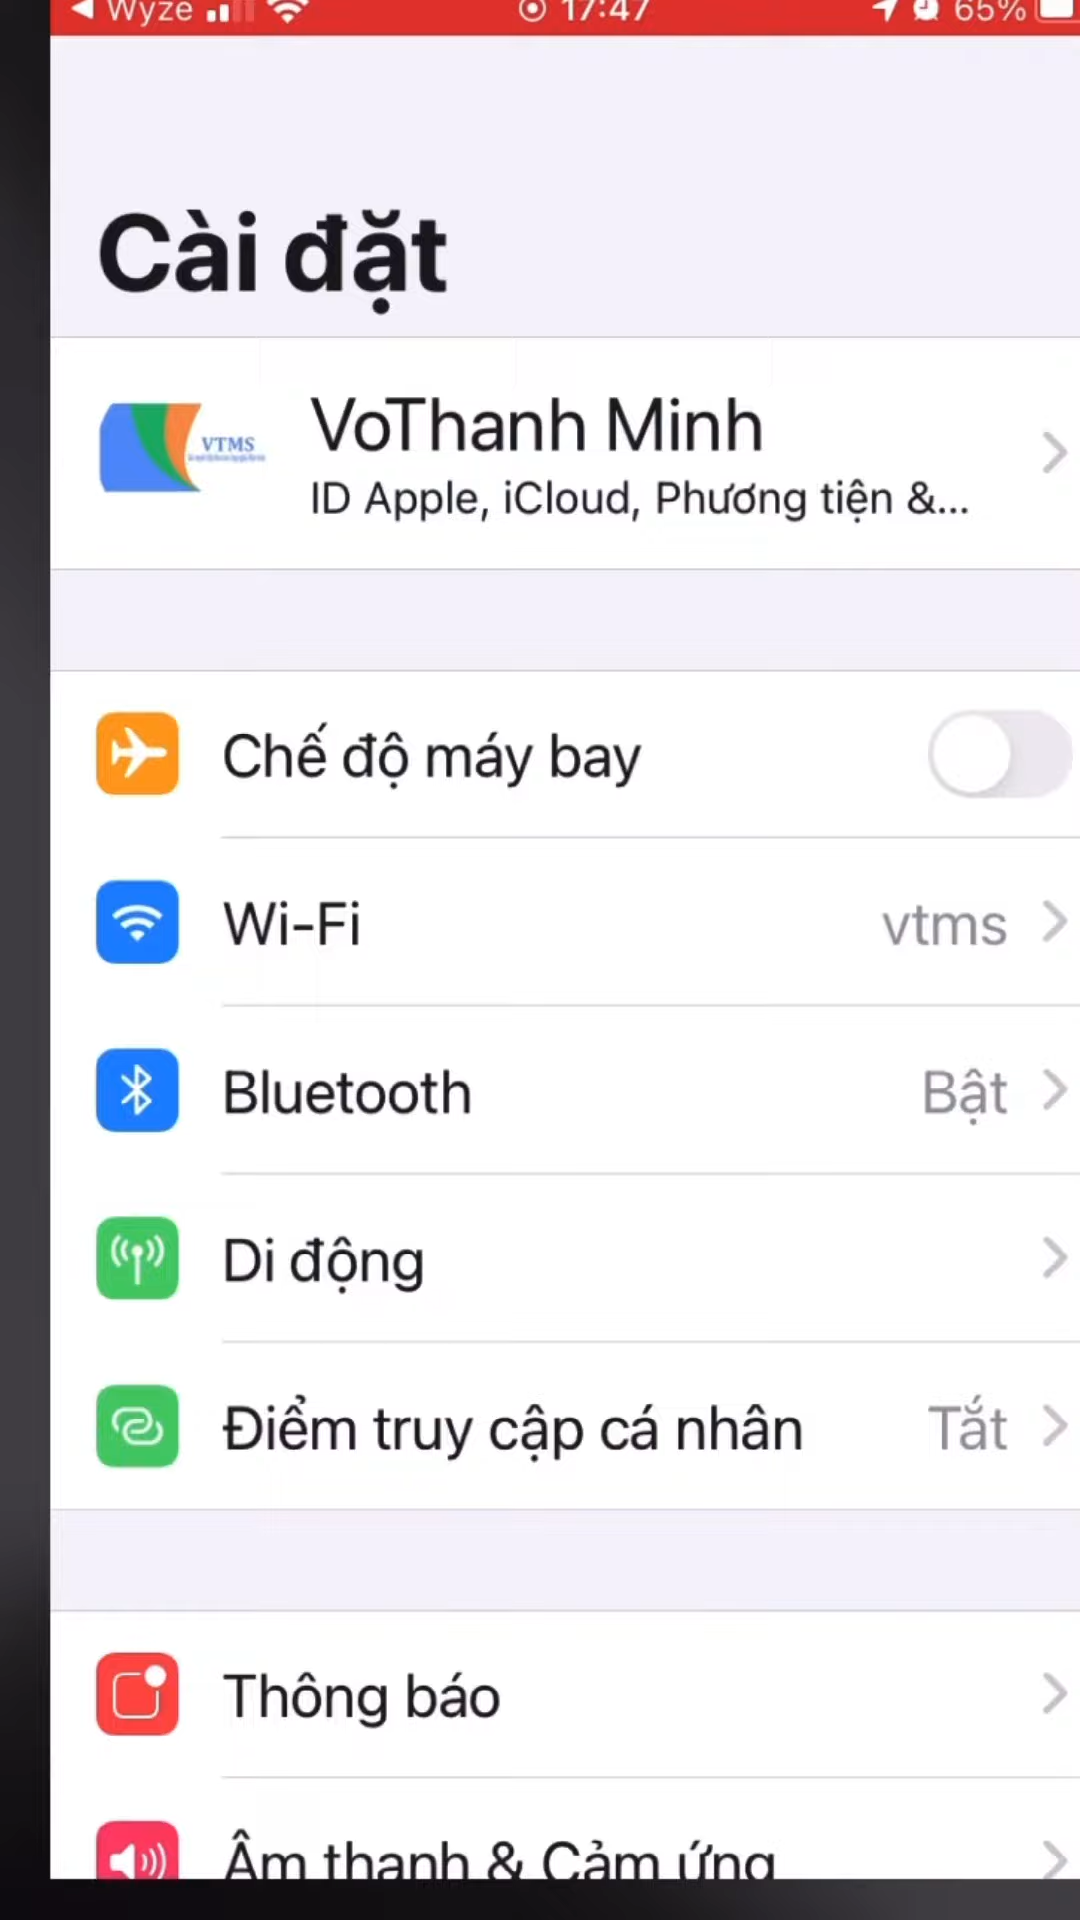 Wyze 17:47 65%
Cài đặt
VTMS
VoThanh Minh
ID Apple, iCloud, Phương tiện &...
Chế độ máy bay
Wi-Fi vtms
Bluetooth Bật
Di động
Điểm truy cập cá nhân Tắt
Thông báo
Âm thanh & Cảm ứng